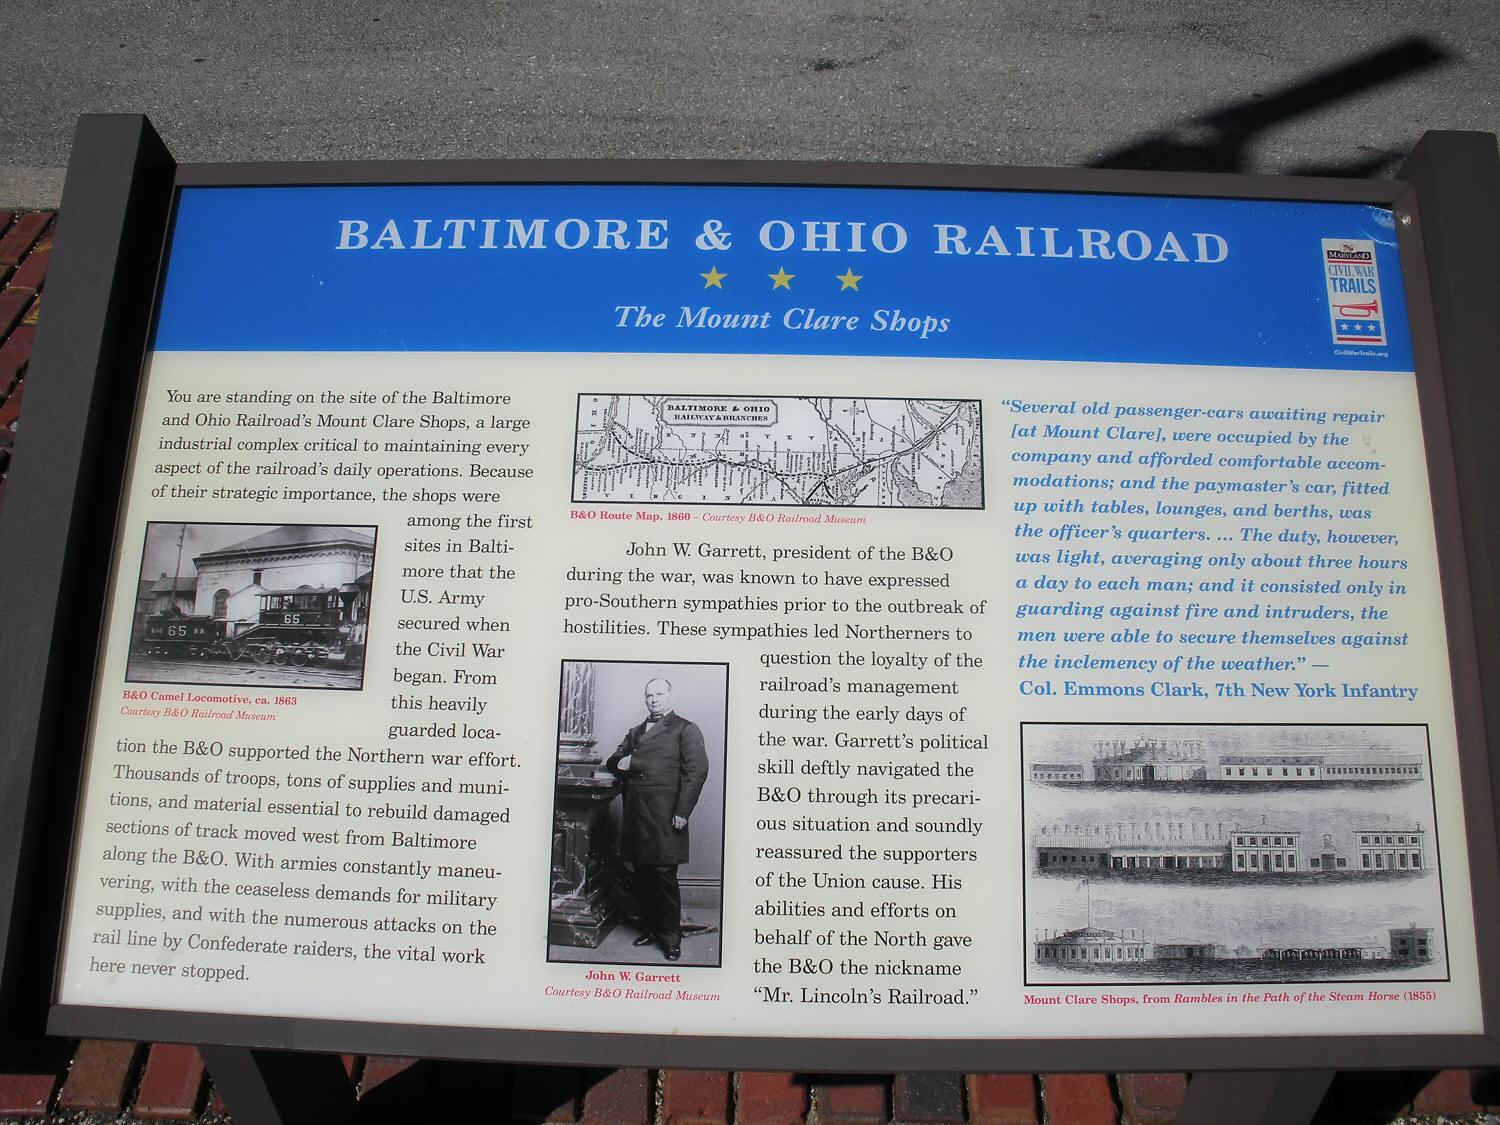 BALTIMORE & OHIO RAILROAD
The Mount Clare Shops
MARYLAND
CIVIL WAR
TRAILS
CivilWarTrails.org
You are standing on the site of the Baltimore
and Ohio Railroad's Mount Clare Shops, a large
industrial complex critical to maintaining every
aspect of the railroad's daily operations. Because
of their strategic importance, the shops were
among the first
sites in Balti-
more that the
U.S. Army
secured when
the Civil War
began. From
this heavily
guarded loca-
tion the B&O supported the Northern war effort.
Thousands of troops, tons of supplies and muni-
tions, and material essential to rebuild damaged
sections of track moved west from Baltimore
along the B&O. With armies constantly maneu-
vering, with the ceaseless demands for military
supplies, and with the numerous attacks on the
rail line by Confederate raiders, the vital work
here never stopped.
65
65
B&O Camel Locomotive, ca. 1863
Courtesy B&O Railroad Museum
BALTIMORE & OHIO
RAILWAY & BRANCHES
B&O Route Map, 1860 – Courtesy B&O Railroad Museum
John W. Garrett, president of the B&O
during the war, was known to have expressed
pro-Southern sympathies prior to the outbreak of
hostilities. These sympathies led Northerners to
question the loyalty of the
railroad's management
during the early days of
the war. Garrett's political
skill deftly navigated the
B&O through its precari-
ous situation and soundly
reassured the supporters
of the Union cause. His
abilities and efforts on
behalf of the North gave
the B&O the nickname
"Mr. Lincoln's Railroad."
John W. Garrett
Courtesy B&O Railroad Museum
"Several old passenger-cars awaiting repair
[at Mount Clare], were occupied by the
company and afforded comfortable accom-
modations; and the paymaster's car, fitted
up with tables, lounges, and berths, was
the officer's quarters. ... The duty, however,
was light, averaging only about three hours
a day to each man; and it consisted only in
guarding against fire and intruders, the
men were able to secure themselves against
the inclemency of the weather." —
Col. Emmons Clark, 7th New York Infantry
Mount Clare Shops, from Rambles in the Path of the Steam Horse (1855)